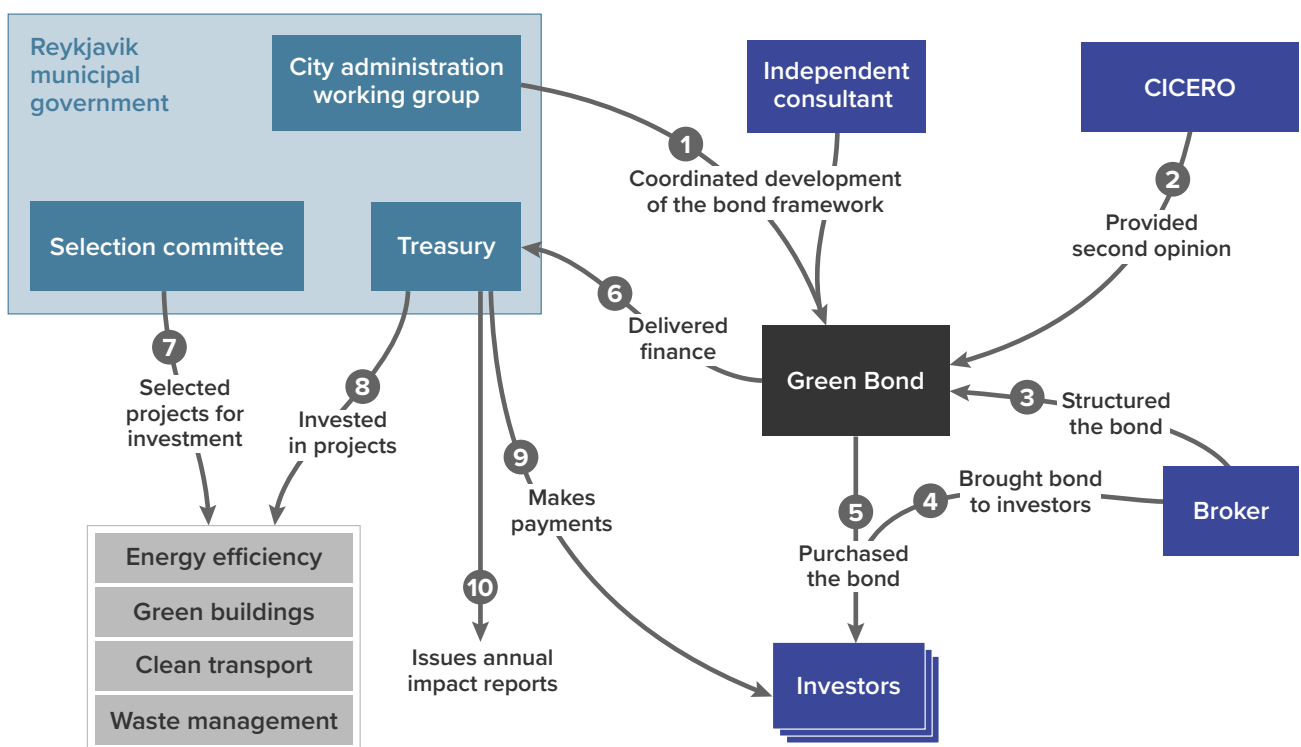 Reykjavik
municipal
government
City administration
working group
Independent
consultant
CICERO
1
Coordinated development
of the bond framework
2
Provided
second opinion
Selection committee
Treasury
6
Delivered
finance
Green Bond
3
Structured
the bond
7
Selected
projects for
investment
8
Invested
in projects
9
Makes
payments
5
Purchased
the bond
4
Brought bond
to investors
Broker
10
Issues annual
impact reports
Investors
Energy efficiency
Green buildings
Clean transport
Waste management